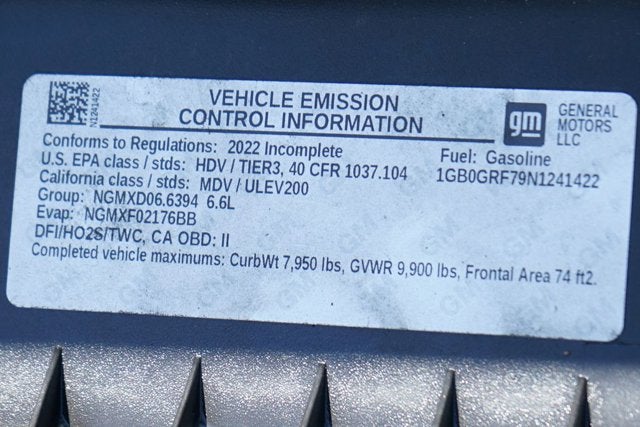 VEHICLE EMISSION
CONTROL INFORMATION
N1241422
gm
GENERAL
MOTORS
LLC
Conforms to Regulations: 2022 Incomplete
Fuel: Gasoline
U.S. EPA class / stds: HDV / TIER3, 40 CFR 1037.104
1GB0GRF79N1241422
California class / stds: MDV / ULEV200
Group: NGMXD06.6394 6.6L
Evap: NGMXF02176BB
DFI/HO2S/TWC, CA OBD: II
Completed vehicle maximums: CurbWt 7,950 lbs, GVWR 9,900 lbs, Frontal Area 74 ft2.